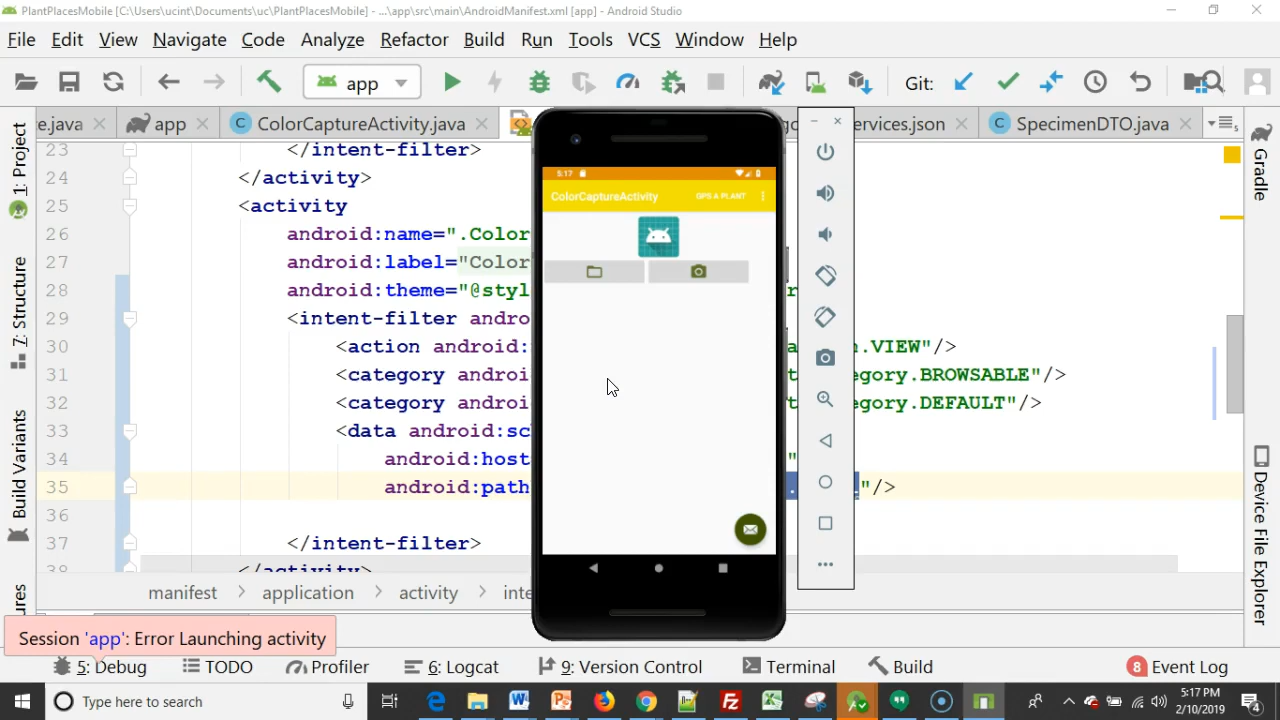 PlantPlacesMobile [C:\Users\ucint\Documents\uc\PlantPlacesMobile] - ...\app\src\main\AndroidManifest.xml [app] - Android Studio
File Edit View Navigate Code Analyze Refactor Build Run Tools VCS Window Help
app Git:
e.java app ColorCaptureActivity.java ervices.json SpecimenDTO.java
23 </intent-filter>
24 </activity>
25 <activity
26 android:name=".Color
27 android:label="Color
28 android:theme="@styl
29 <intent-filter andro
30 <action android: n.VIEW"/>
31 <category androi egory.BROWSABLE"/>
32 <category androi egory.DEFAULT"/>
33 <data android:sc
34 android:host "
35 android:path "/>
36
37 </intent-filter>
38 </activity>
5:17
ColorCaptureActivity GPS A PLANT
1: Project
7: Structure
Build Variants
Gradle
Device File Explorer
manifest application activity inte
Session 'app': Error Launching activity
5: Debug TODO Profiler 6: Logcat 9: Version Control Terminal Build 8 Event Log
Type here to search
5:17 PM
2/10/2019
4